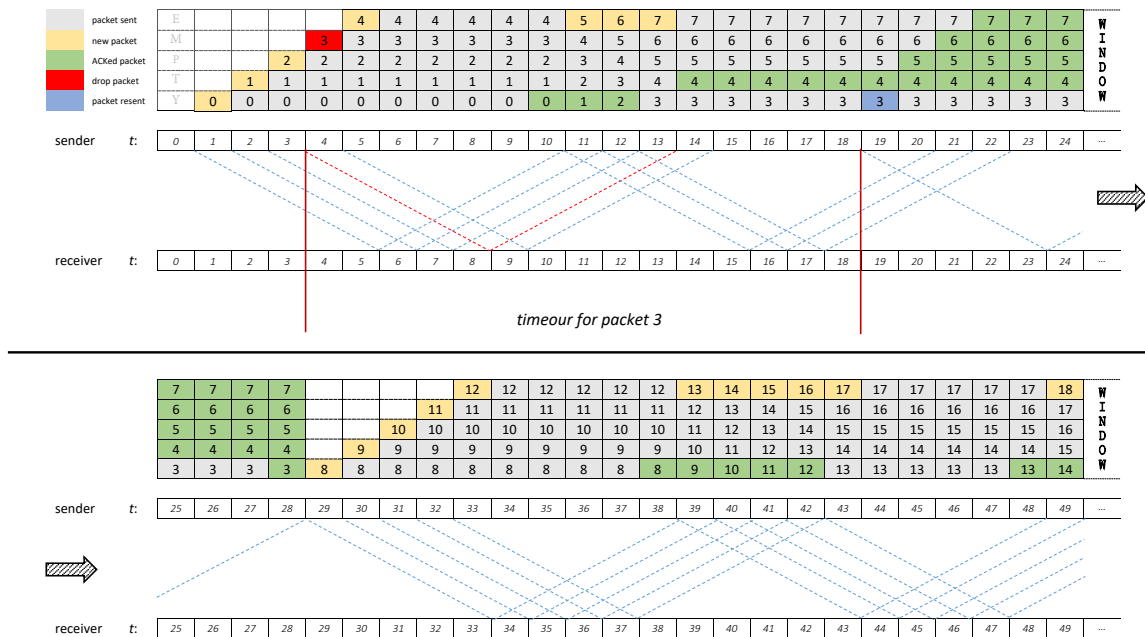 packet sent
new packet
ACKed packet
drop packet
packet resent
E 4 4 4 4 4 4 5 6 7 7 7 7 7 7 7 7 7 7 7 7
M 3 3 3 3 3 3 3 4 5 6 6 6 6 6 6 6 6 6 6 6 6
P 2 2 2 2 2 2 2 2 3 4 5 5 5 5 5 5 5 5 5 5 5 5
T 1 1 1 1 1 1 1 1 1 2 3 4 4 4 4 4 4 4 4 4 4 4 4
Y 0 0 0 0 0 0 0 0 0 0 1 2 3 3 3 3 3 3 3 3 3 3 3 3
WINDOW
sender t: 0 1 2 3 4 5 6 7 8 9 10 11 12 13 14 15 16 17 18 19 20 21 22 23 24 ...
receiver t: 0 1 2 3 4 5 6 7 8 9 10 11 12 13 14 15 16 17 18 19 20 21 22 23 24 ...
timeour for packet 3
7 7 7 7 12 12 12 12 12 12 13 14 15 16 17 17 17 17 17 17 18
6 6 6 6 11 11 11 11 11 11 11 12 13 14 15 16 16 16 16 16 16 17
5 5 5 5 10 10 10 10 10 10 10 10 11 12 13 14 15 15 15 15 15 15 16
4 4 4 4 9 9 9 9 9 9 9 9 9 10 11 12 13 14 14 14 14 14 14 15
3 3 3 3 8 8 8 8 8 8 8 8 8 8 9 10 11 12 13 13 13 13 13 13 14
WINDOW
sender t: 25 26 27 28 29 30 31 32 33 34 35 36 37 38 39 40 41 42 43 44 45 46 47 48 49 ...
receiver t: 25 26 27 28 29 30 31 32 33 34 35 36 37 38 39 40 41 42 43 44 45 46 47 48 49 ...